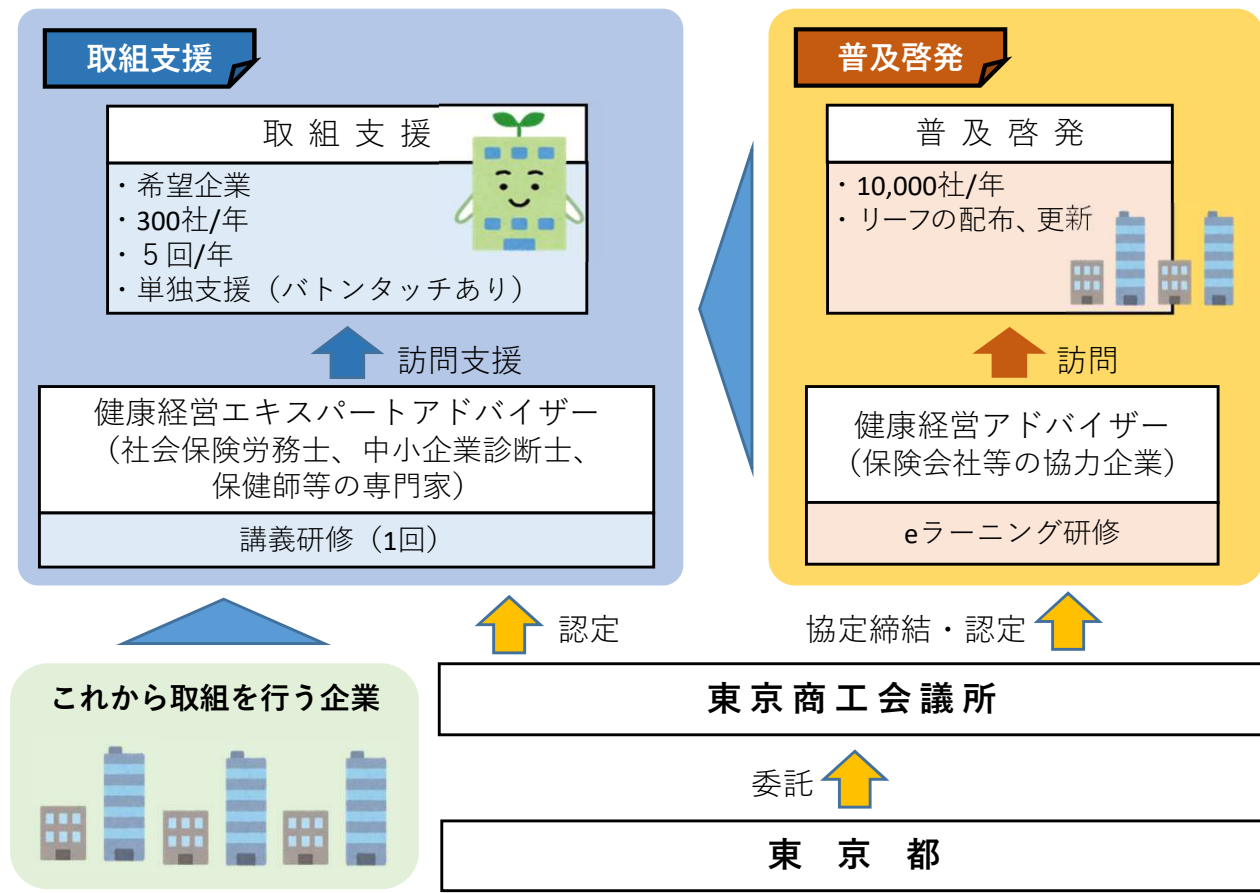 取組支援
取組支援
・希望企業
・300社/年
・５回/年
・単独支援（バトンタッチあり）
訪問支援
健康経営エキスパートアドバイザー
（社会保険労務士、中小企業診断士、
保健師等の専門家）
講義研修（1回）
普及啓発
普及啓発
・10,000社/年
・リーフの配布、更新
訪問
健康経営アドバイザー
（保険会社等の協力企業）
eラーニング研修
認定
協定締結・認定
これから取組を行う企業
東京商工会議所
委託
東京都